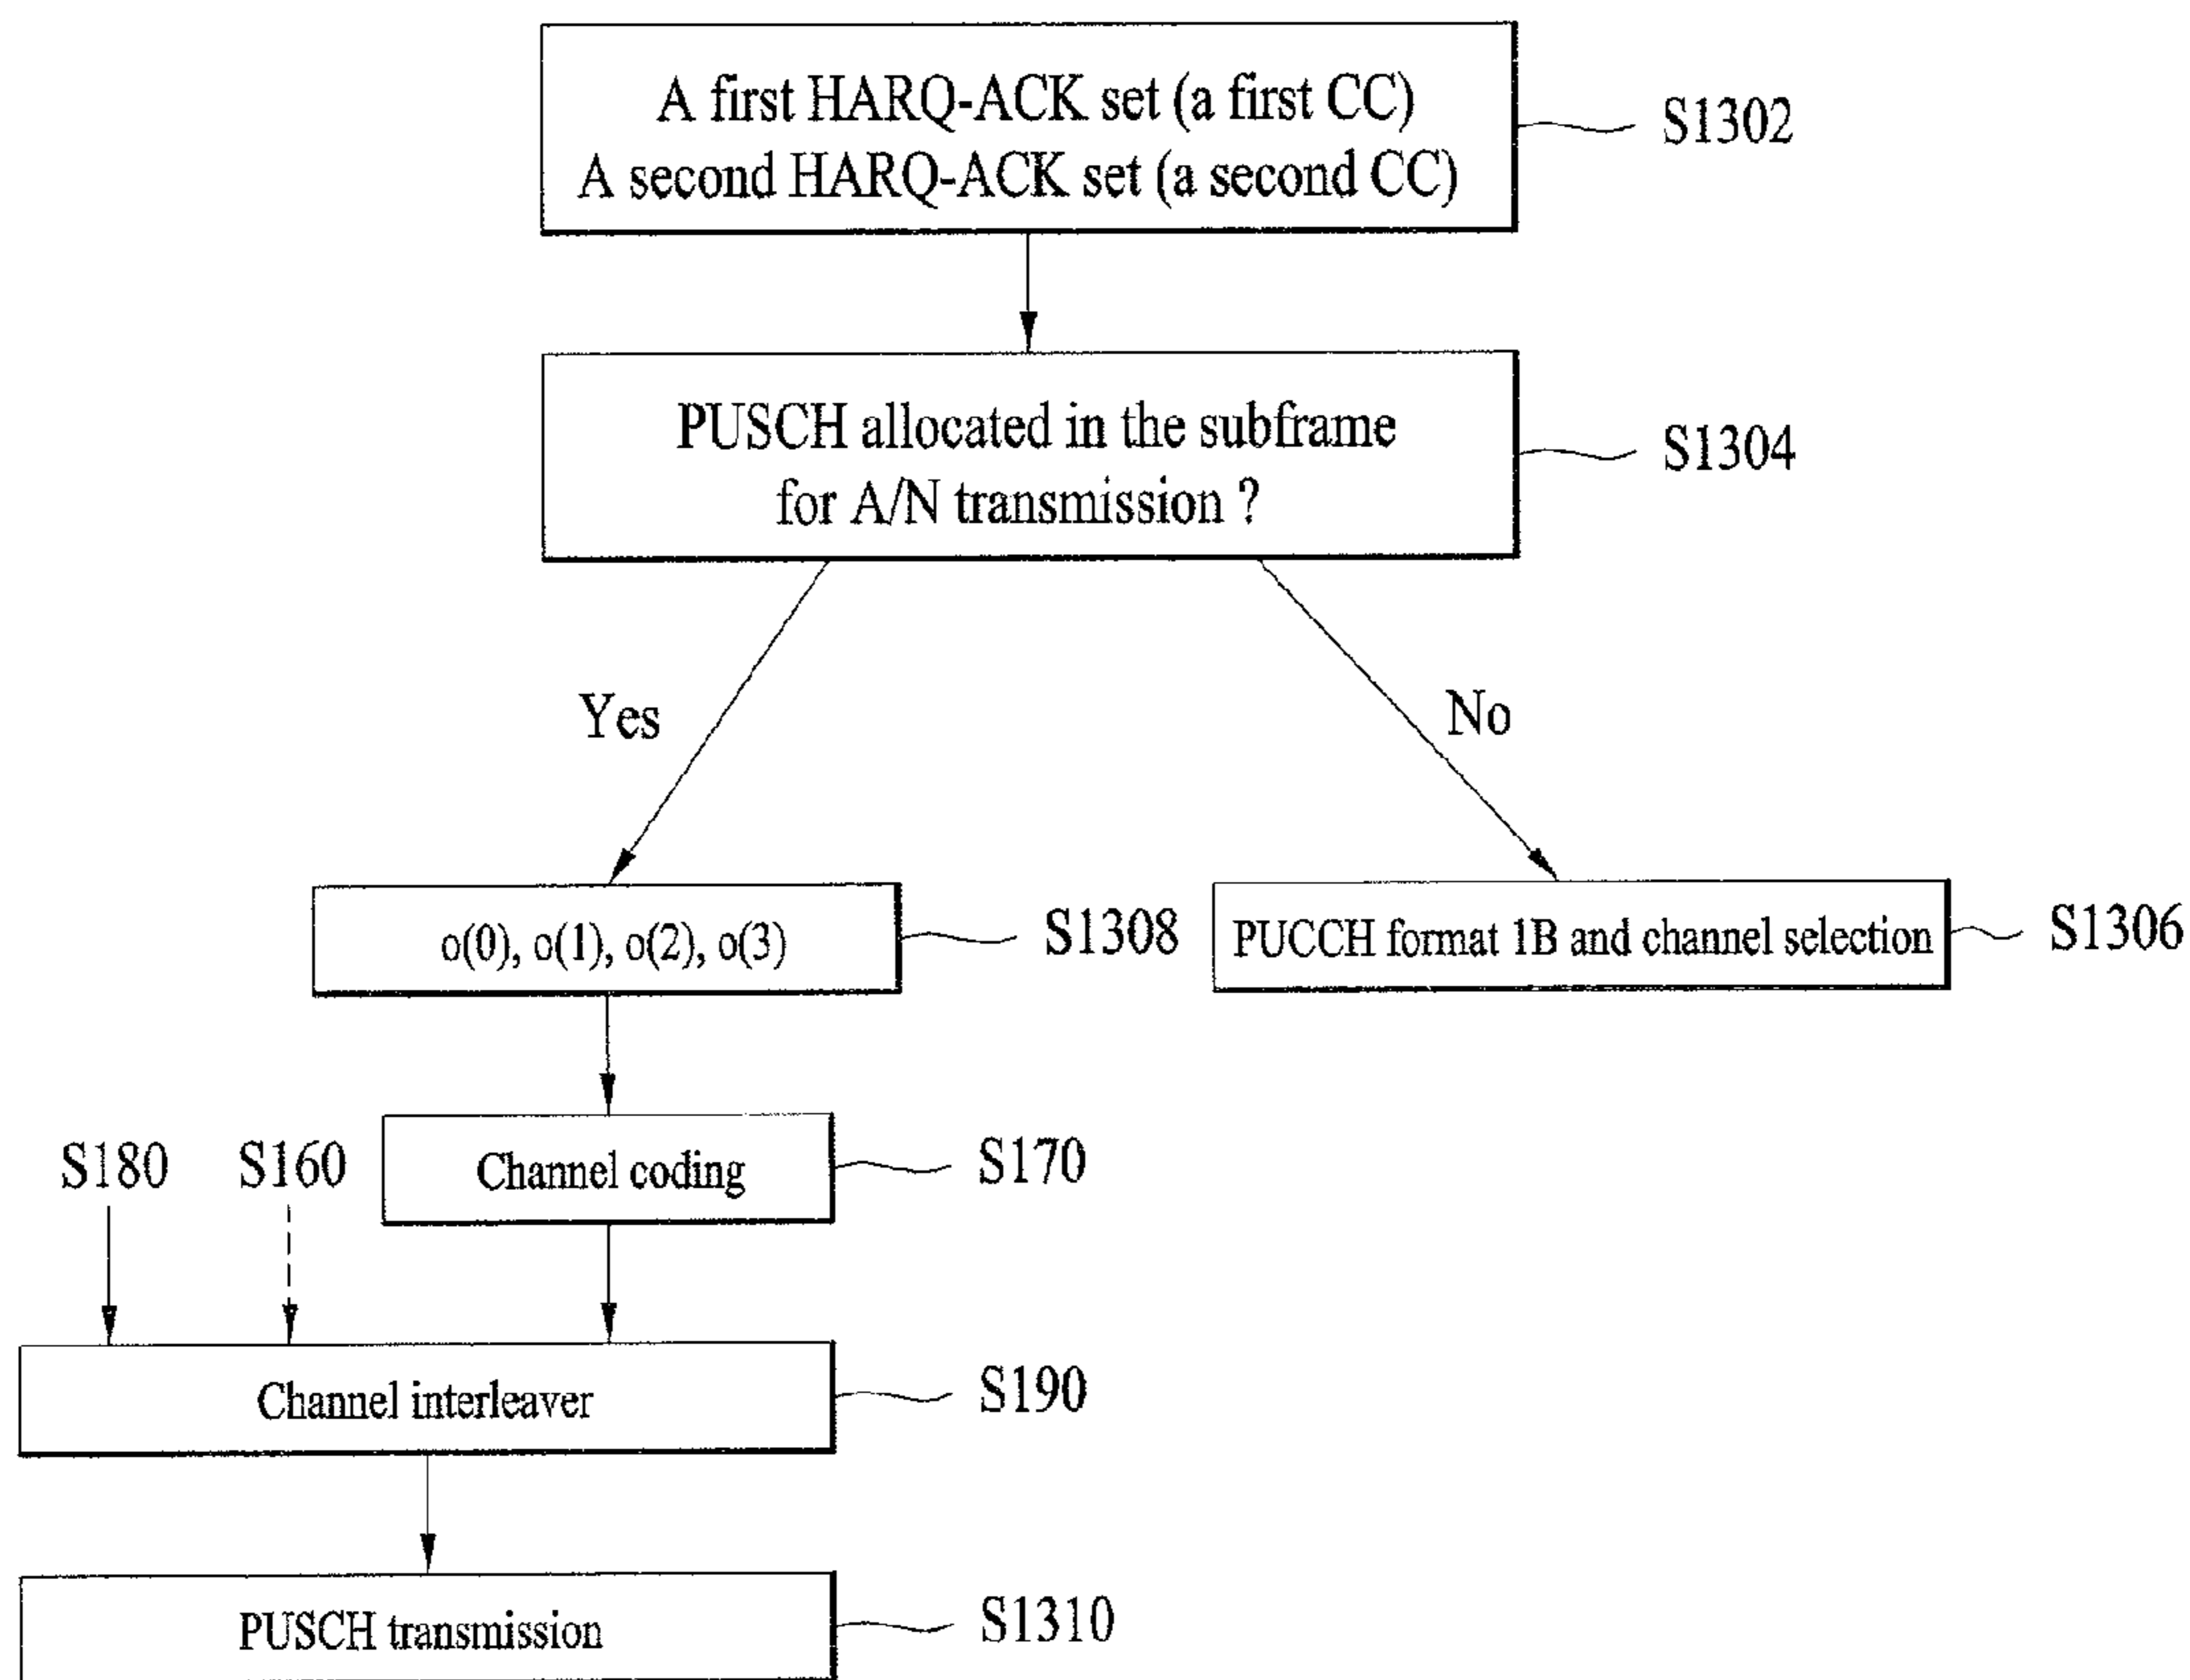 A first HARQ-ACK set (a first CC)
A second HARQ-ACK set (a second CC)
S1302
PUSCH allocated in the subframe
for A/N transmission ?
S1304
Yes
No
o(0), o(1), o(2), o(3)
S1308
PUCCH format 1B and channel selection
S1306
S180
S160
Channel coding
S170
Channel interleaver
S190
PUSCH transmission
S1310